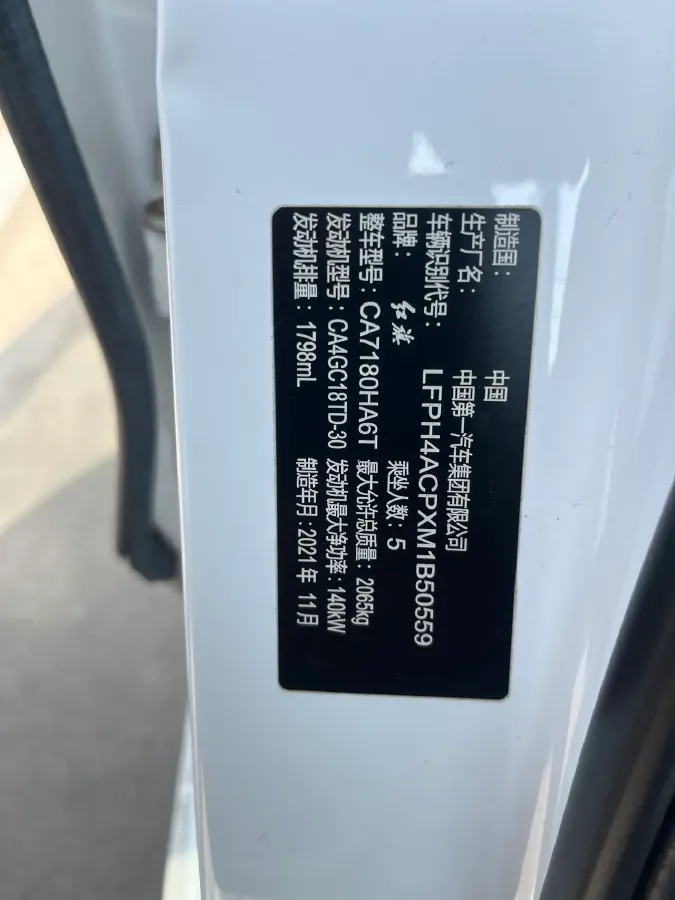 制造国： 中国
生产厂名： 中国第一汽车集团有限公司
车辆识别代号： LFPH4ACPXM1B50559
品牌： 红旗 乘坐人数：5
整车型号：CA7180HA6T 最大允许总质量：2065kg
发动机型号：CA4GC18TD-30 发动机最大净功率：140kW
发动机排量：1798mL 制造年月：2021年 11月